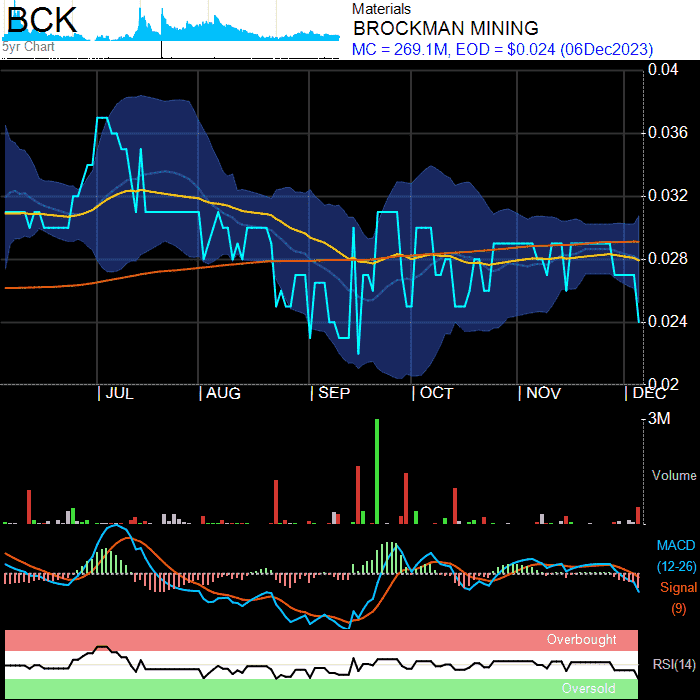 BCK
5yr Chart
Materials
BROCKMAN MINING
MC = 269.1M, EOD = $0.024 (06Dec2023)
0.04
0.036
0.032
0.028
0.024
0.02
JUL AUG SEP OCT NOV DEC
3M
Volume
MACD
(12-26)
Signal
(9)
Overbought
RSI(14)
Oversold